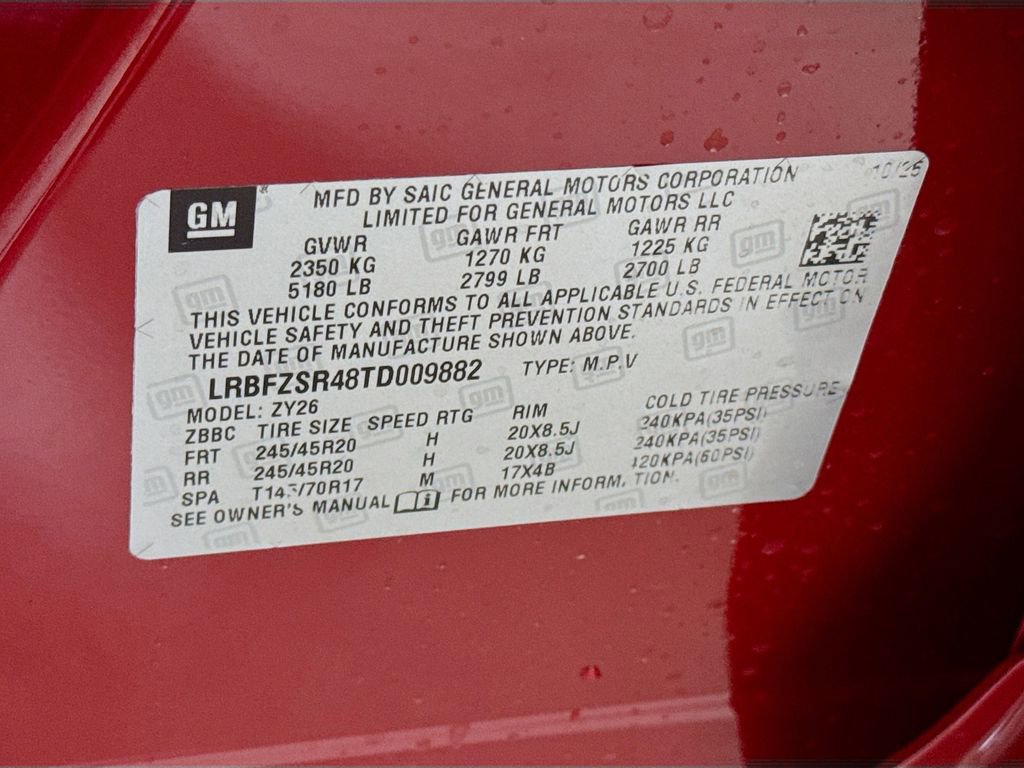 GM
MFD BY SAIC GENERAL MOTORS CORPORATION 10/25
LIMITED FOR GENERAL MOTORS LLC
GVWR GAWR FRT GAWR RR
2350 KG 1270 KG 1225 KG
5180 LB 2799 LB 2700 LB
THIS VEHICLE CONFORMS TO ALL APPLICABLE U.S. FEDERAL MOTOR
VEHICLE SAFETY AND THEFT PREVENTION STANDARDS IN EFFECT ON
THE DATE OF MANUFACTURE SHOWN ABOVE.
LRBFZSR48TD009882 TYPE: M.P.V
MODEL: ZY26
ZBBC TIRE SIZE SPEED RTG RIM COLD TIRE PRESSURE
FRT 245/45R20 H 20X8.5J 240KPA(35PSI)
RR 245/45R20 H 20X8.5J 240KPA(35PSI)
SPA T145/70R17 M 17X4B 420KPA(60PSI)
SEE OWNER'S MANUAL FOR MORE INFORMATION.